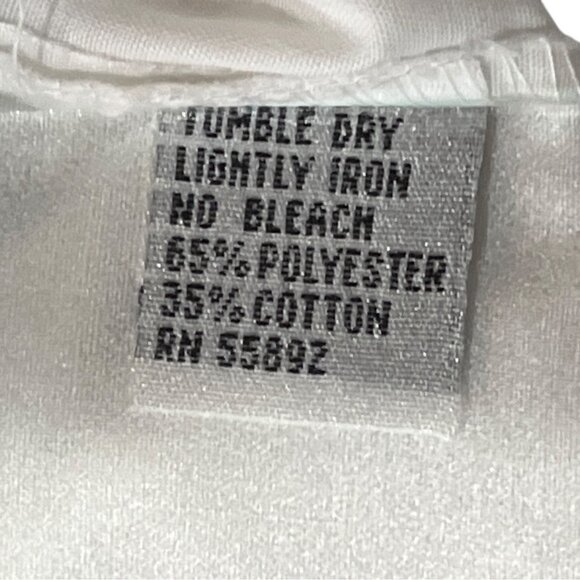 TUMBLE DRY
LIGHTLY IRON
NO BLEACH
65% POLYESTER
35% COTTON
RN 55892